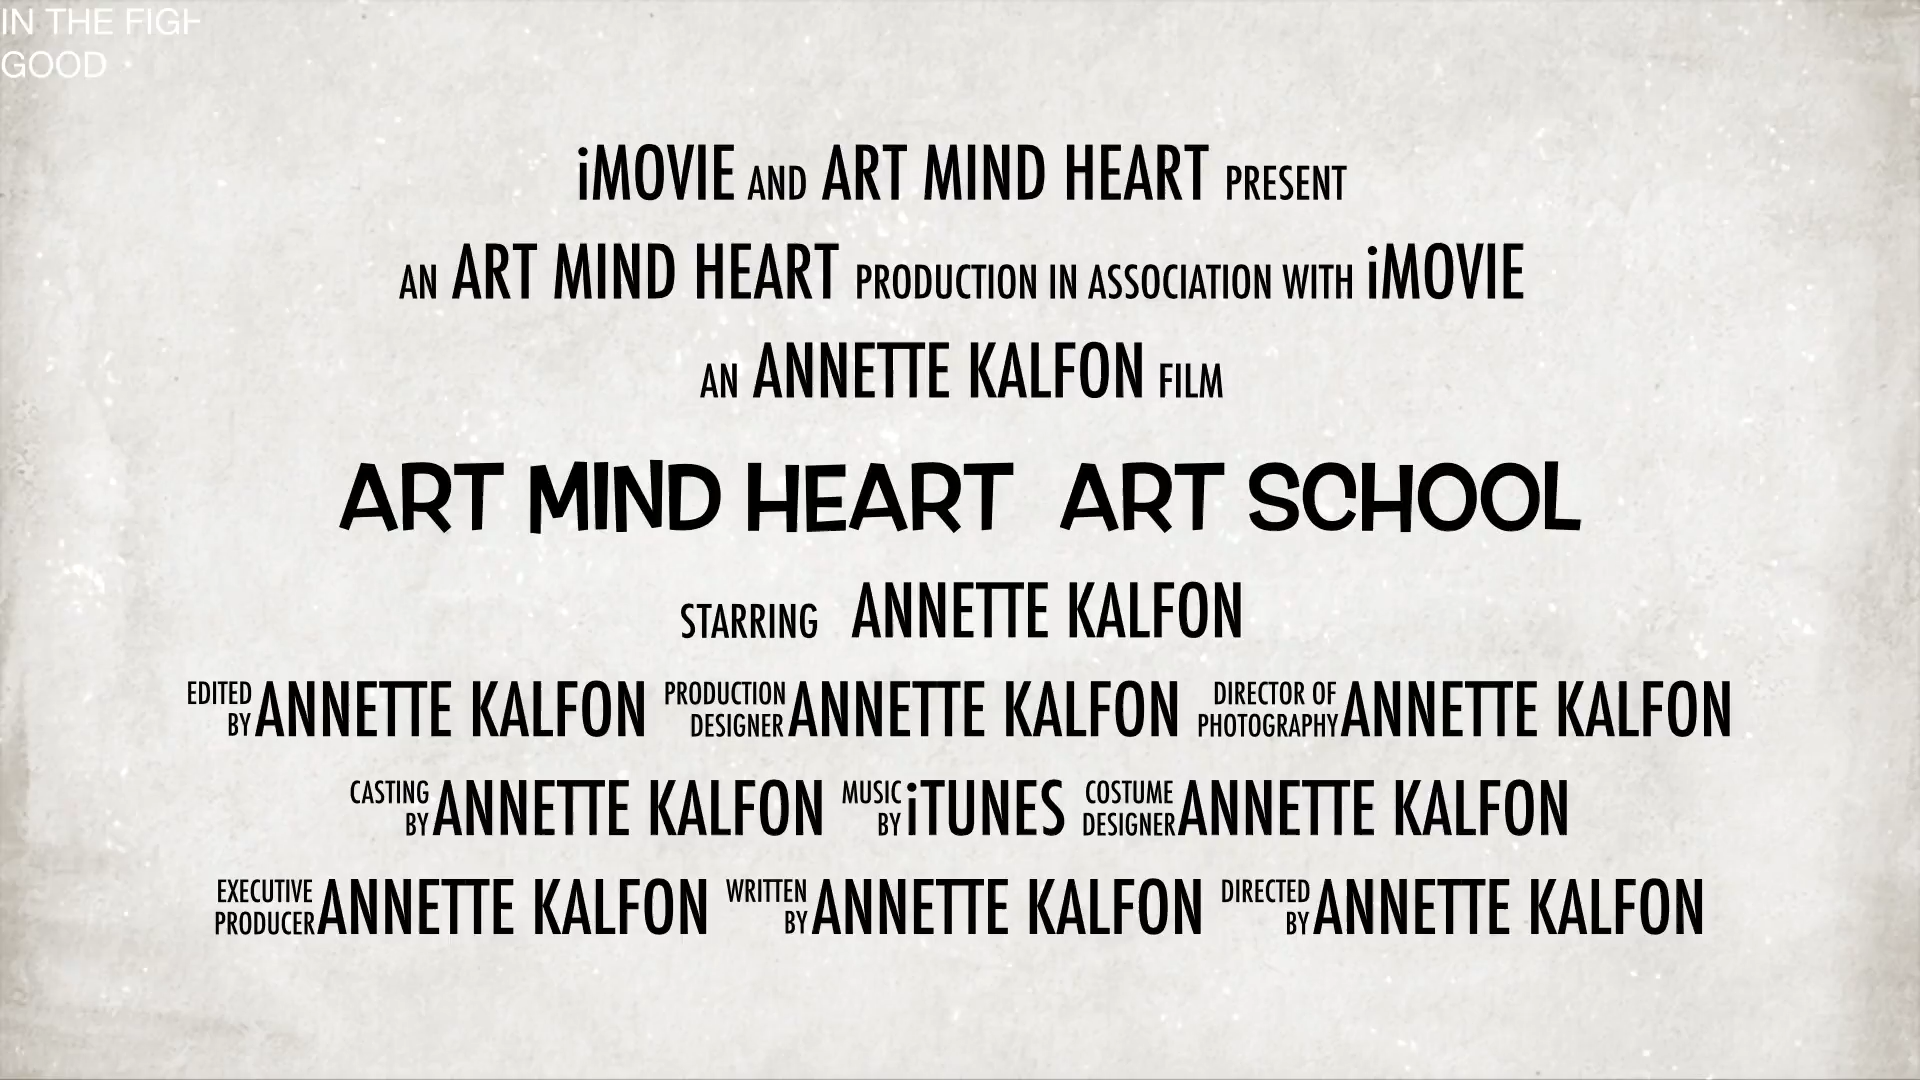 IN THE
GOOD
iMOVIE AND ART MIND HEART PRESENT
AN ART MIND HEART PRODUCTION IN ASSOCIATION WITH iMOVIE
AN ANNETTE KALFON FILM
ART MIND HEART ART SCHOOL
STARRING ANNETTE KALFON
EDITED BY ANNETTE KALFON PRODUCTION DESIGNER ANNETTE KALFON DIRECTOR OF PHOTOGRAPHY ANNETTE KALFON
CASTING BY ANNETTE KALFON MUSIC BY iTUNES COSTUME DESIGNER ANNETTE KALFON
EXECUTIVE PRODUCER ANNETTE KALFON WRITTEN BY ANNETTE KALFON DIRECTED BY ANNETTE KALFON